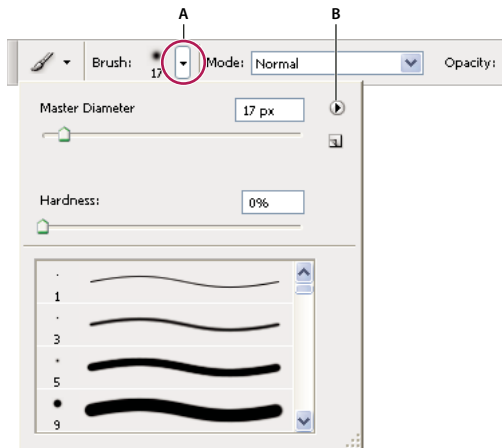 A B
Brush: 17 Mode: Normal Opacity:
Master Diameter 17 px
Hardness: 0%
1
3
5
9